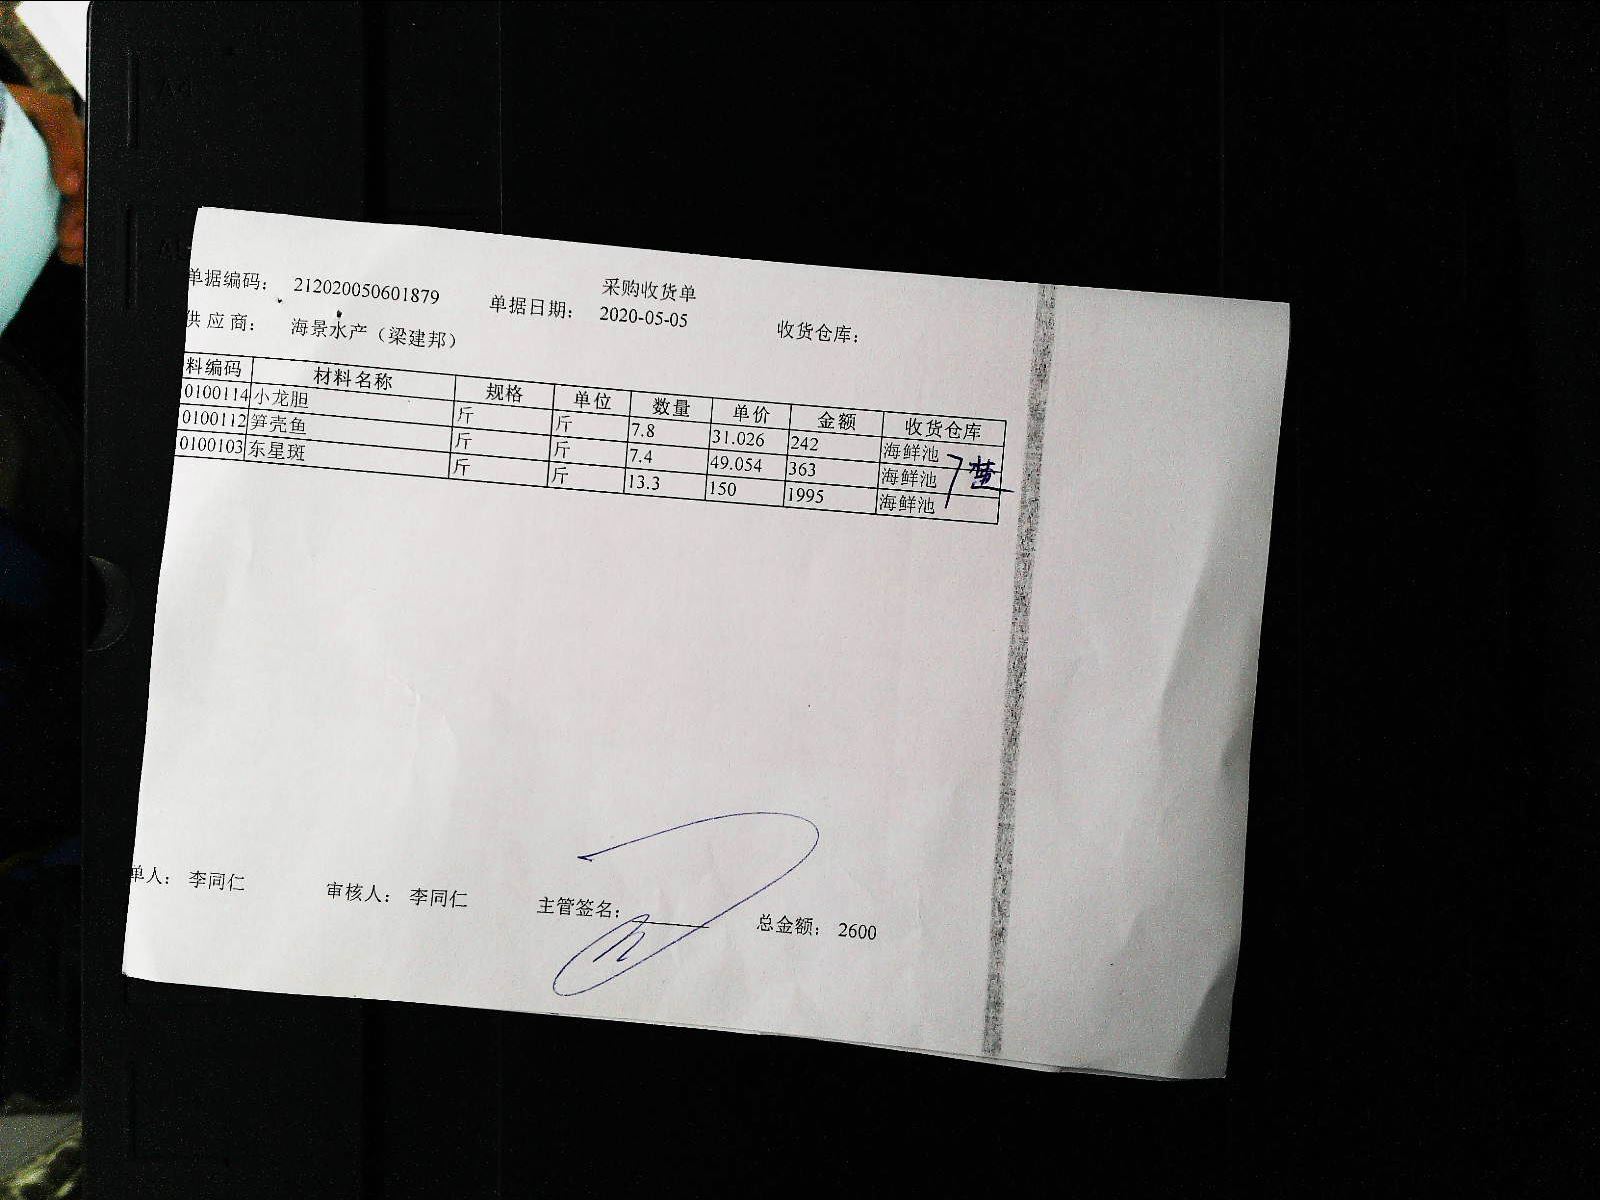 采购收货单
单据编码： 212020050601879 单据日期： 2020-05-05 收货仓库：
供 应 商： 海景水产（梁建邦）
料编码 材料名称 规格 单位 数量 单价 金额 收货仓库
0100114 小龙胆 斤 斤 7.8 31.026 242 海鲜池
0100112 笋壳鱼 斤 斤 7.4 49.054 363 海鲜池
0100103 东星斑 斤 斤 13.3 150 1995 海鲜池
单人： 李同仁 审核人： 李同仁 主管签名： 总金额： 2600